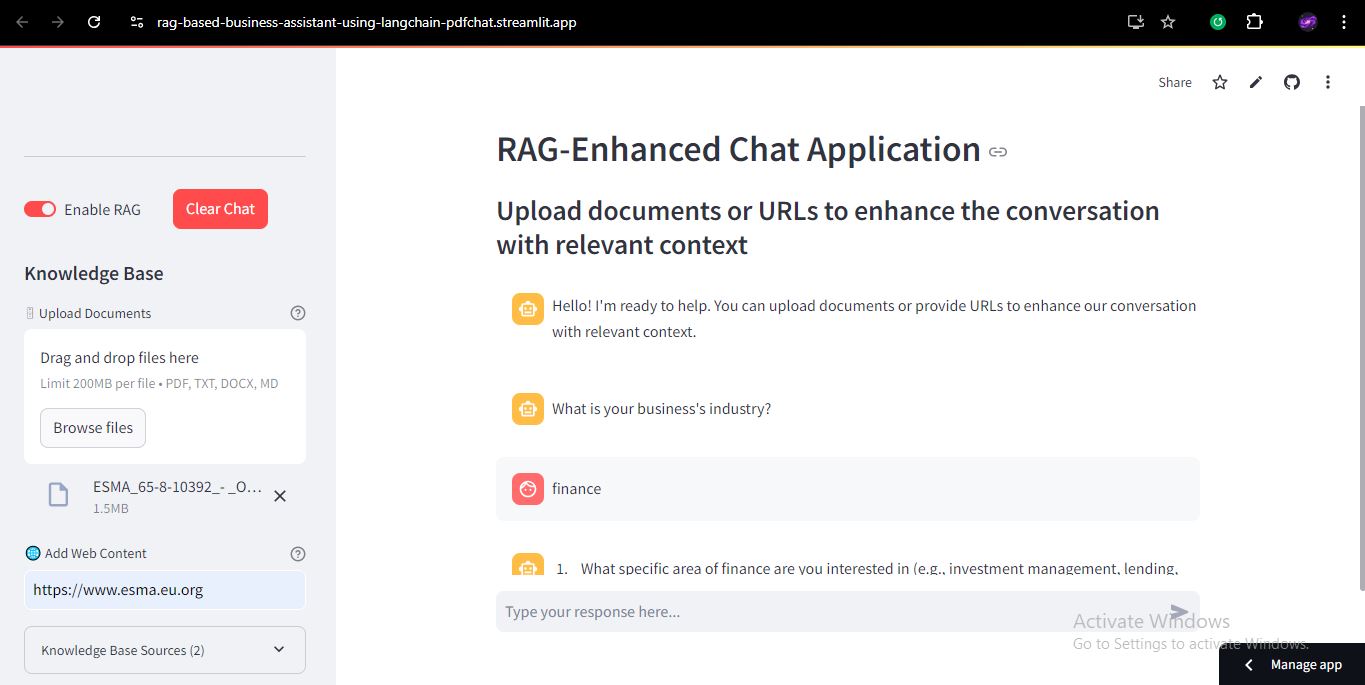 rag-based-business-assistant-using-langchain-pdfchat.streamlit.app
Share
Enable RAG
Clear Chat
Knowledge Base
Upload Documents
Drag and drop files here
Limit 200MB per file • PDF, TXT, DOCX, MD
Browse files
ESMA_65-8-10392_-_O...
1.5MB
Add Web Content
https://www.esma.eu.org
Knowledge Base Sources (2)
RAG-Enhanced Chat Application
Upload documents or URLs to enhance the conversation
with relevant context
Hello! I'm ready to help. You can upload documents or provide URLs to enhance our conversation
with relevant context.
What is your business's industry?
finance
1. What specific area of finance are you interested in (e.g., investment management, lending,
Type your response here...
Activate Windows
Go to Settings to activate Windows.
Manage app